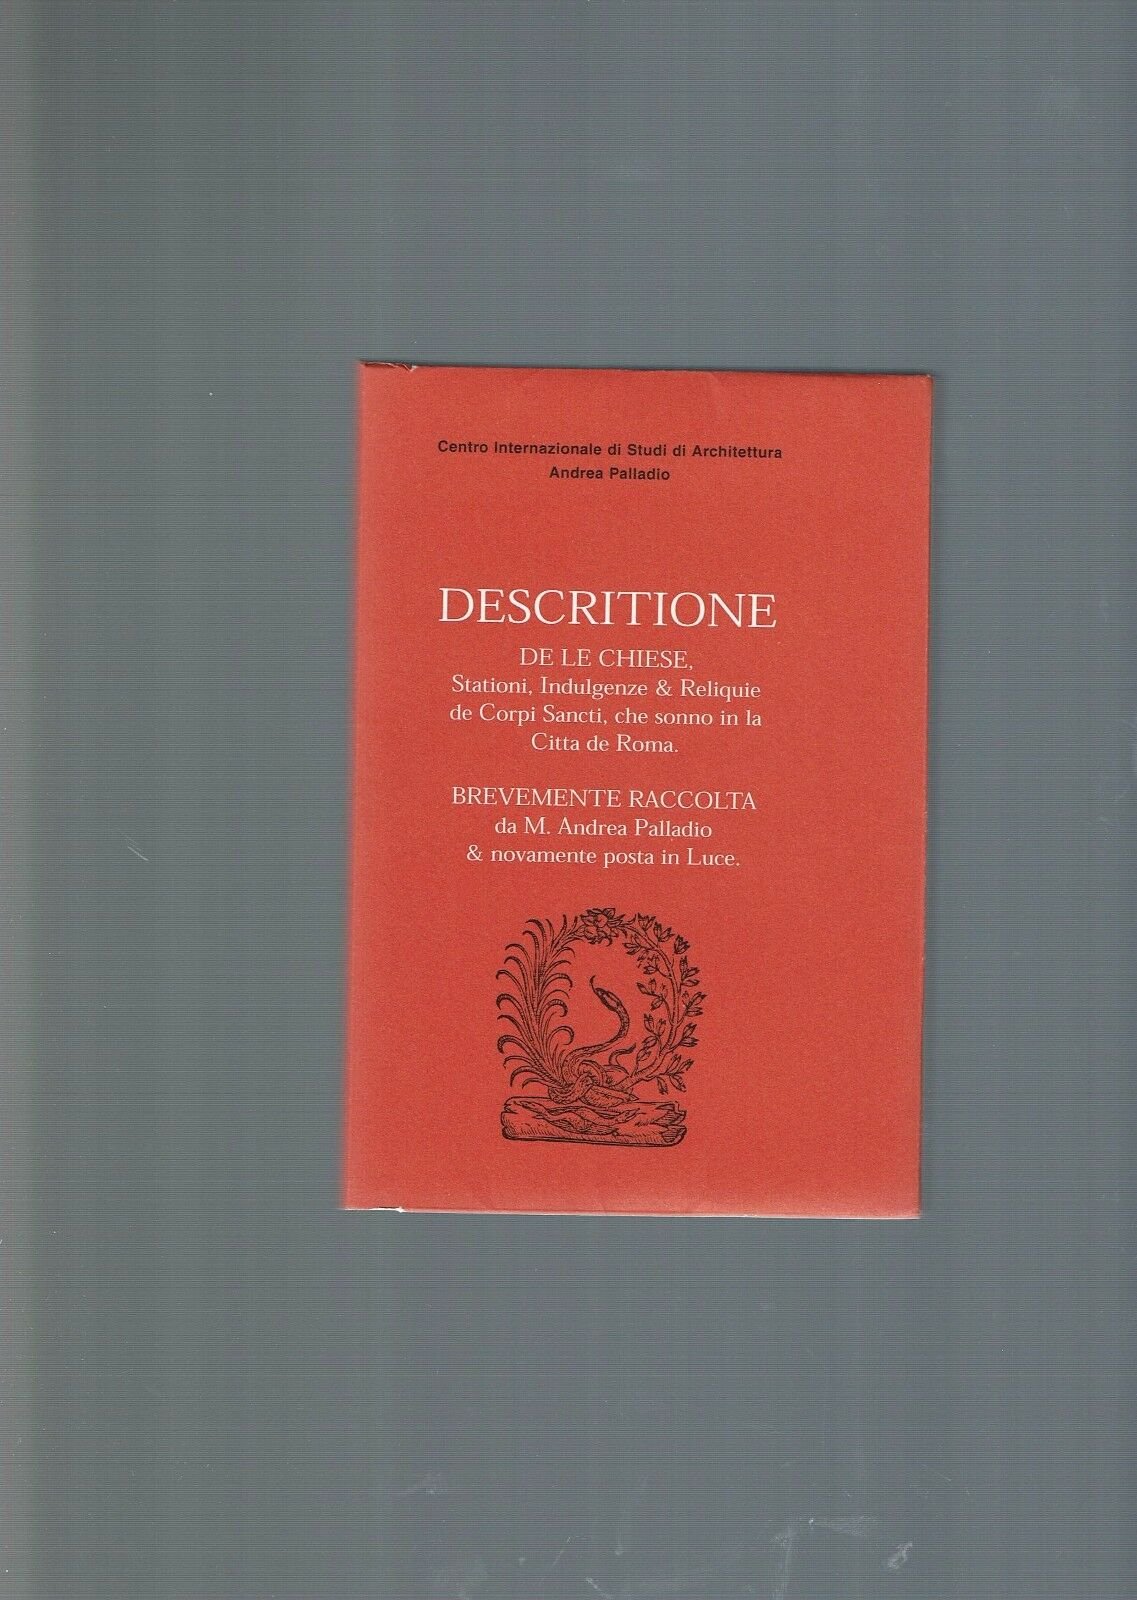 Centro Internazionale di Studi di Architettura
Andrea Palladio
DESCRITIONE
DE LE CHIESE,
Stationi, Indulgenze & Reliquie
de Corpi Sancti, che sonno in la
Citta de Roma.
BREVEMENTE RACCOLTA
da M. Andrea Palladio
& novamente posta in Luce.